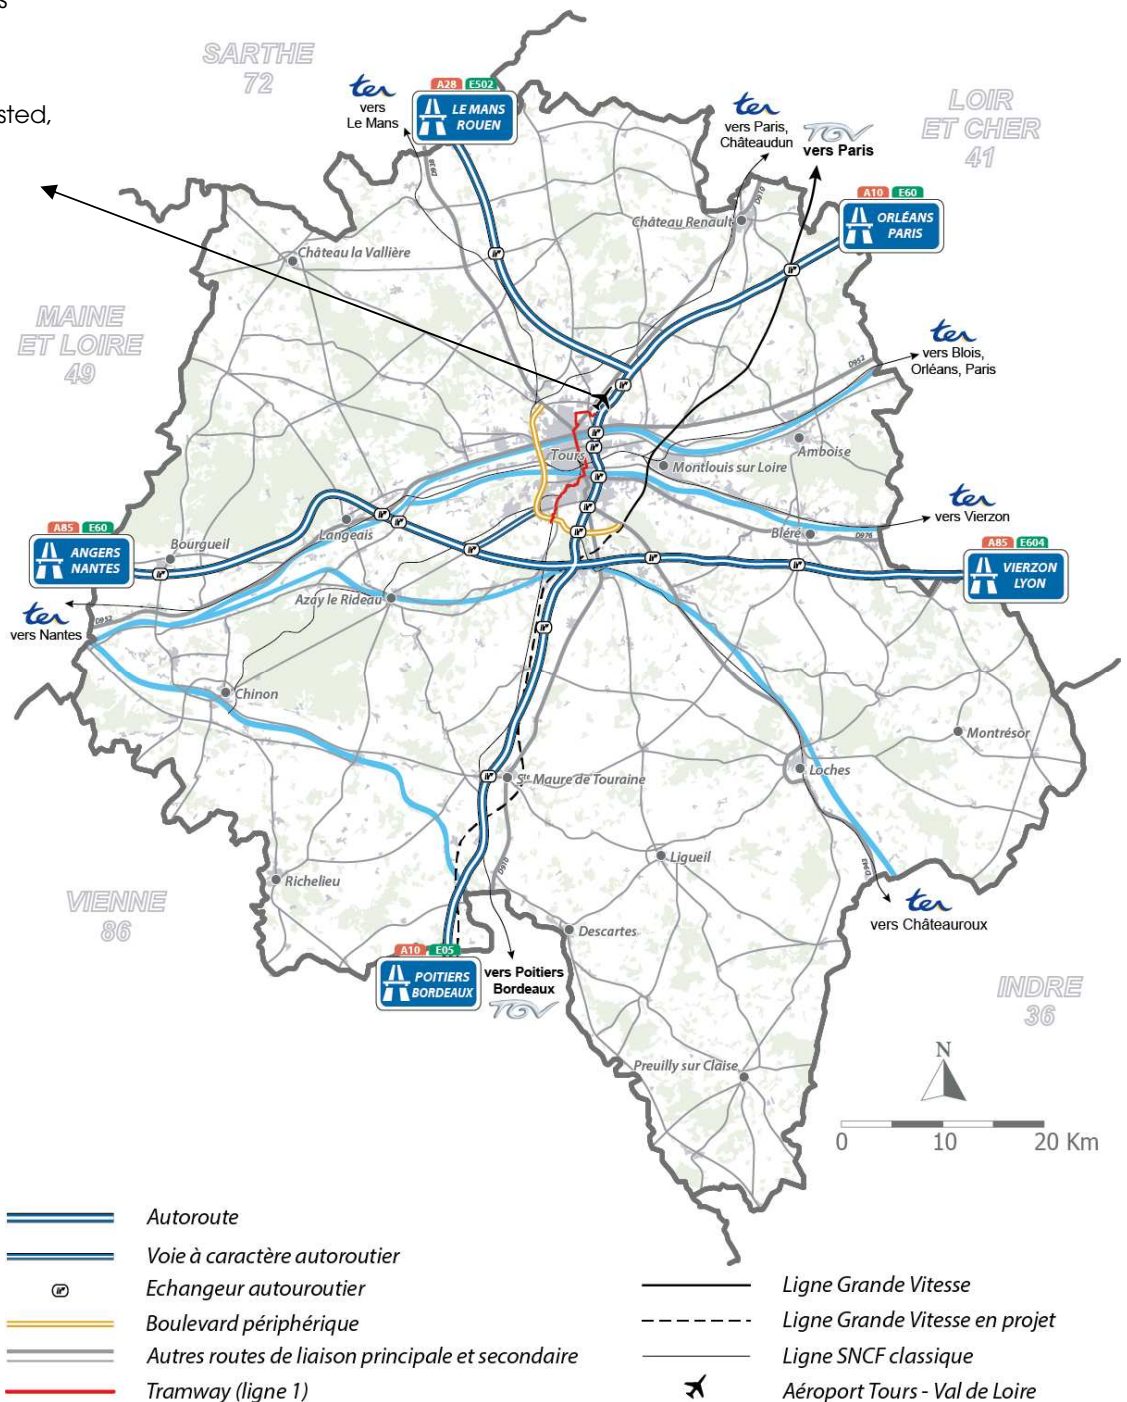 s
sted,
SARTHE
72
ter
vers
Le Mans
A28 E502
LE MANS
ROUEN
ter
vers Paris,
Châteaudun
TGV
vers Paris
LOIR
ET CHER
41
A10 E60
ORLÉANS
PARIS
D910
Château Renault
Château la Vallière
MAINE
ET LOIRE
49
ter
vers Blois,
Orléans, Paris
D952
Tours
Montlouis sur Loire
Amboise
ter
vers Vierzon
A85 E60
ANGERS
NANTES
Bourgueil
Langeais
Bléré
D976
A85 E604
VIERZON
LYON
Azay le Rideau
ter
vers Nantes
D952
Chinon
Montrésor
Ste Maure de Touraine
Loches
Ligueil
D910
D943
Richelieu
VIENNE
86
ter
vers Châteauroux
Descartes
A10 E05
POITIERS
BORDEAUX
vers Poitiers
Bordeaux
TGV
INDRE
36
Preuilly sur Claise
N
0 10 20 Km
Autoroute
Voie à caractère autoroutier
Echangeur autouroutier
Boulevard périphérique
Autres routes de liaison principale et secondaire
Tramway (ligne 1)
Ligne Grande Vitesse
Ligne Grande Vitesse en projet
Ligne SNCF classique
Aéroport Tours - Val de Loire